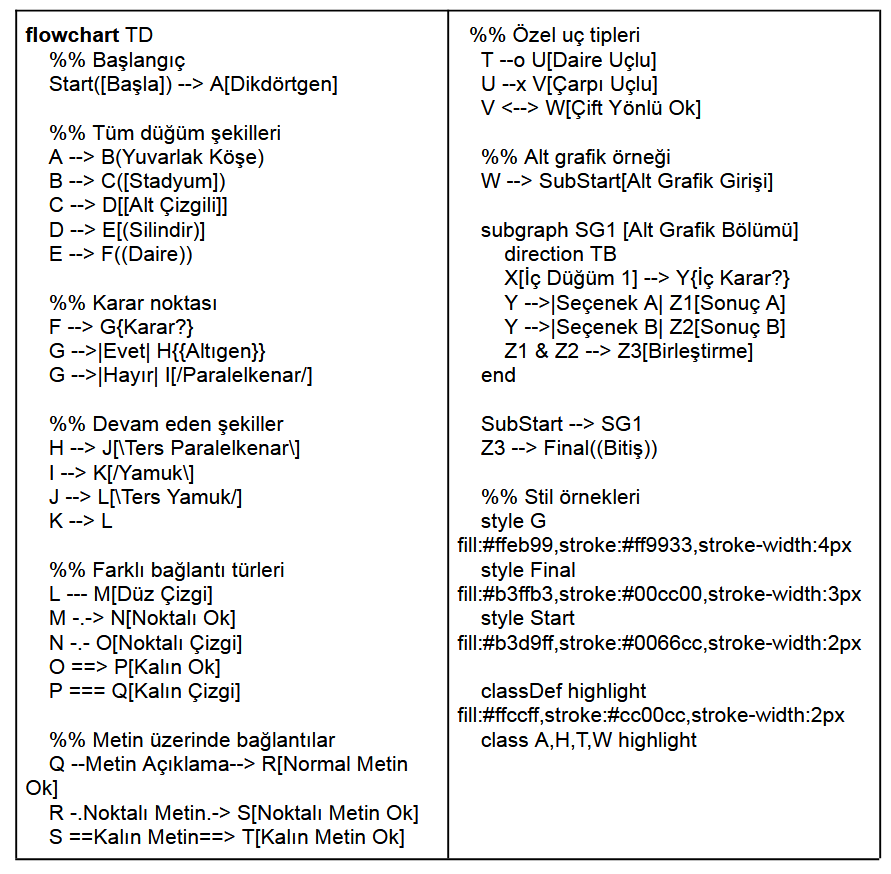 flowchart TD
%% Başlangıç
Start([Başla]) --> A[Dikdörtgen]
%% Tüm düğüm şekilleri
A --> B(Yuvarlak Köşe)
B --> C([Stadyum])
C --> D[[Alt Çizgili]]
D --> E[(Silindir)]
E --> F((Daire))
%% Karar noktası
F --> G{Karar?}
G -->|Evet| H{{Altıgen}}
G -->|Hayır| I[/Paralelkenar/]
%% Devam eden şekiller
H --> J[\Ters Paralelkenar\]
I --> K[/Yamuk\]
J --> L[\Ters Yamuk/]
K --> L
%% Farklı bağlantı türleri
L --- M[Düz Çizgi]
M -.-> N[Noktalı Ok]
N -.- O[Noktalı Çizgi]
O ==> P[Kalın Ok]
P === Q[Kalın Çizgi]
%% Metin üzerinde bağlantılar
Q --Metin Açıklama--> R[Normal Metin
Ok]
R -.Noktalı Metin.-> S[Noktalı Metin Ok]
S ==Kalın Metin==> T[Kalın Metin Ok]
%% Özel uç tipleri
T --o U[Daire Uçlu]
U --x V[Çarpı Uçlu]
V <--> W[Çift Yönlü Ok]
%% Alt grafik örneği
W --> SubStart[Alt Grafik Girişi]
subgraph SG1 [Alt Grafik Bölümü]
direction TB
X[İç Düğüm 1] --> Y{İç Karar?}
Y -->|Seçenek A| Z1[Sonuç A]
Y -->|Seçenek B| Z2[Sonuç B]
Z1 & Z2 --> Z3[Birleştirme]
end
SubStart --> SG1
Z3 --> Final((Bitiş))
%% Stil örnekleri
style G
fill:#ffeb99,stroke:#ff9933,stroke-width:4px
style Final
fill:#b3ffb3,stroke:#00cc00,stroke-width:3px
style Start
fill:#b3d9ff,stroke:#0066cc,stroke-width:2px
classDef highlight
fill:#ffccff,stroke:#cc00cc,stroke-width:2px
class A,H,T,W highlight